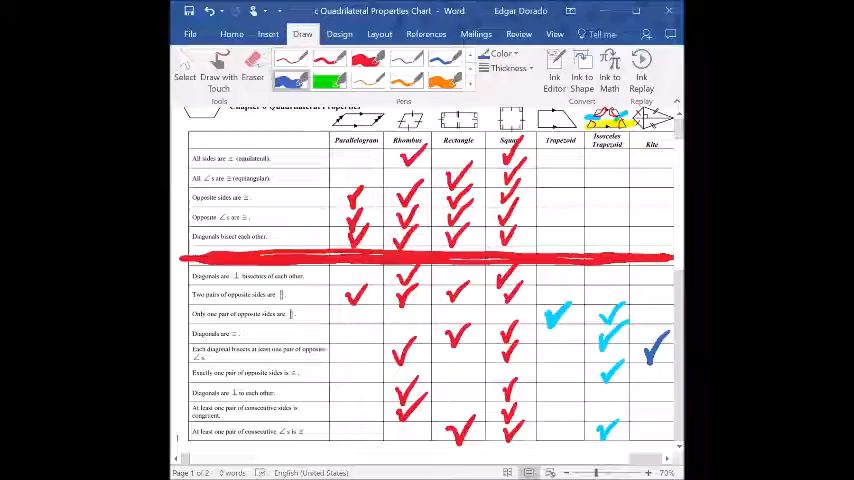 c Quadrilateral Properties Chart - Word Edgar Dorado
File Home Insert Draw Design Layout References Mailings Review View Tell me
Select Draw with Touch Eraser
Color
Thickness
Ink Editor Ink to Shape Ink to Math Ink Replay
Tools Pens Convert Replay
Chapter 6 Quadrilateral Properties
Parallelogram Rhombus Rectangle Square Trapezoid Isosceles Trapezoid Kite
All sides are ≅ (equilateral).
All ∠s are ≅ (equiangular).
Opposite sides are ≅.
Opposite ∠s are ≅.
Diagonals bisect each other.
Diagonals are ⊥ bisectors of each other.
Two pairs of opposite sides are ∥.
Only one pair of opposite sides are ∥.
Diagonals are ≅.
Each diagonal bisects at least one pair of opposite
∠s.
Exactly one pair of opposite sides is ≅.
Diagonals are ⊥ to each other.
At least one pair of consecutive sides is
congruent.
At least one pair of consecutive ∠s is ≅
Page 1 of 2 0 words English (United States) 70%